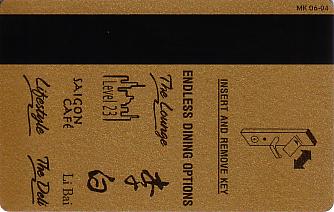 MK 06-04
INSERT AND REMOVE KEY
ENDLESS DINING OPTIONS
The Lounge
Level 23
李白
SAIGON
CAFÉ
Li Bai
Lifestyle
The Deli